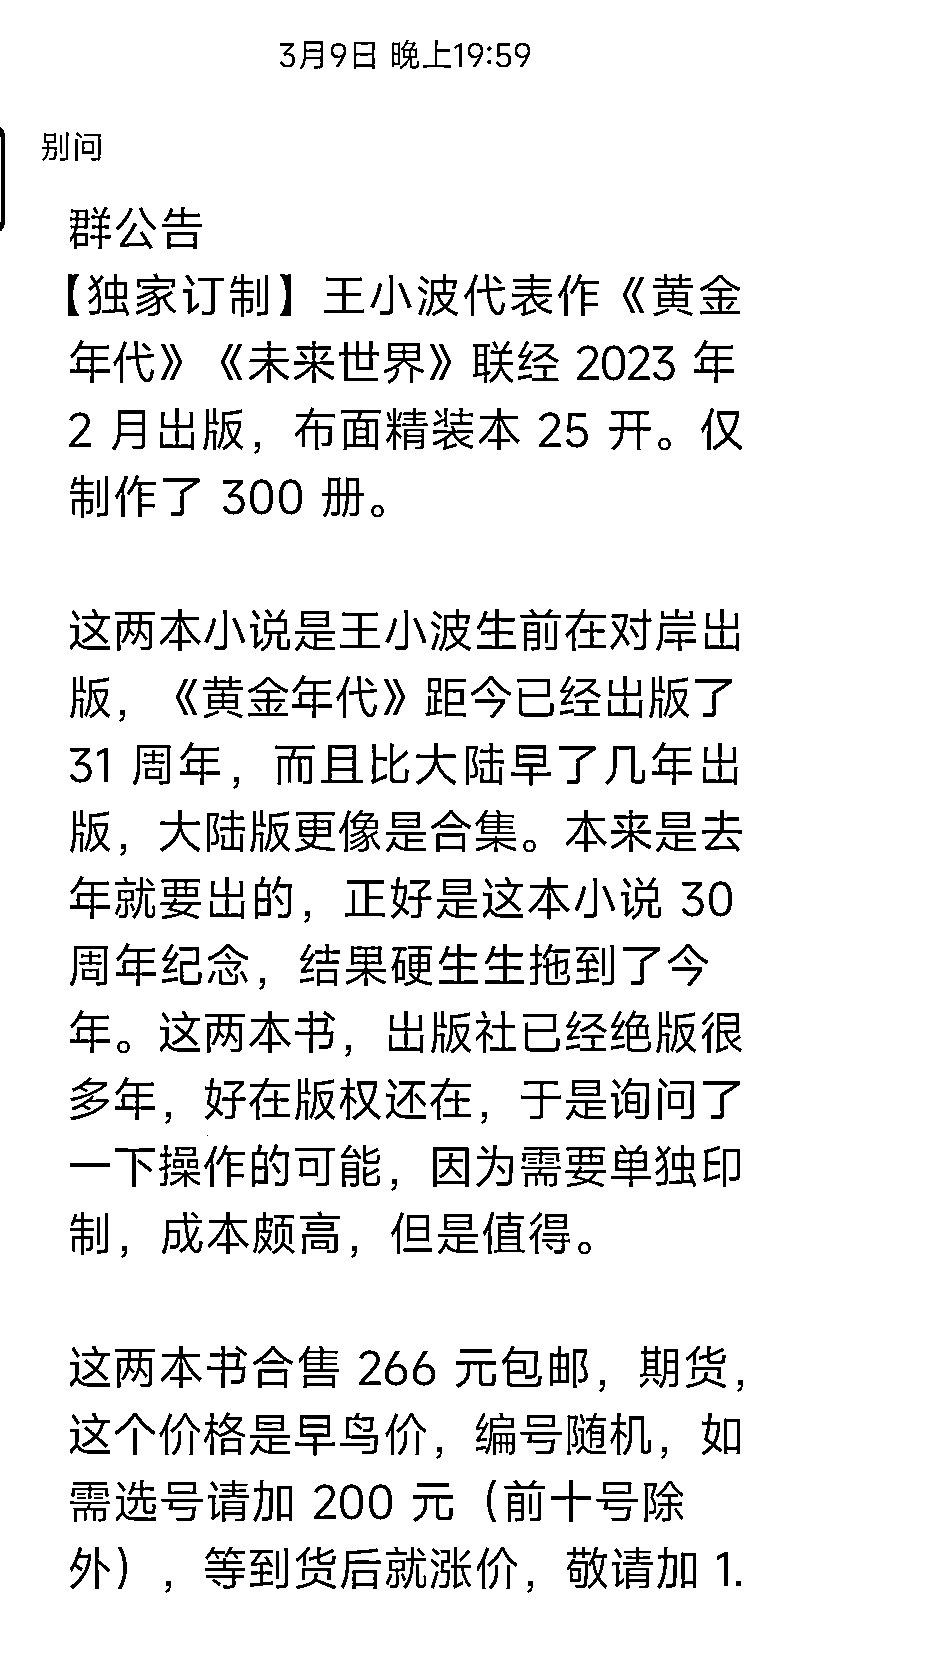 3月9日 晚上19:59
别问
群公告
【独家订制】王小波代表作《黄金
年代》《未来世界》联经 2023 年
2 月出版，布面精装本 25 开。仅
制作了 300 册。
这两本小说是王小波生前在对岸出
版，《黄金年代》距今已经出版了
31 周年，而且比大陆早了几年出
版，大陆版更像是合集。本来是去
年就要出的，正好是这本小说 30
周年纪念，结果硬生生拖到了今
年。这两本书，出版社已经绝版很
多年，好在版权还在，于是询问了
一下操作的可能，因为需要单独印
制，成本颇高，但是值得。
这两本书合售 266 元包邮，期货，
这个价格是早鸟价，编号随机，如
需选号请加 200 元（前十号除
外），等到货后就涨价，敬请加 1.